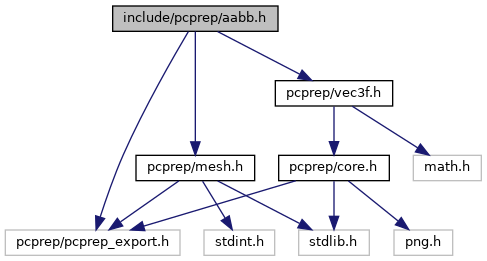 include/pcprep/aabb.h
pcprep/vec3f.h
pcprep/mesh.h
pcprep/core.h
math.h
pcprep/pcprep_export.h
stdint.h
stdlib.h
png.h